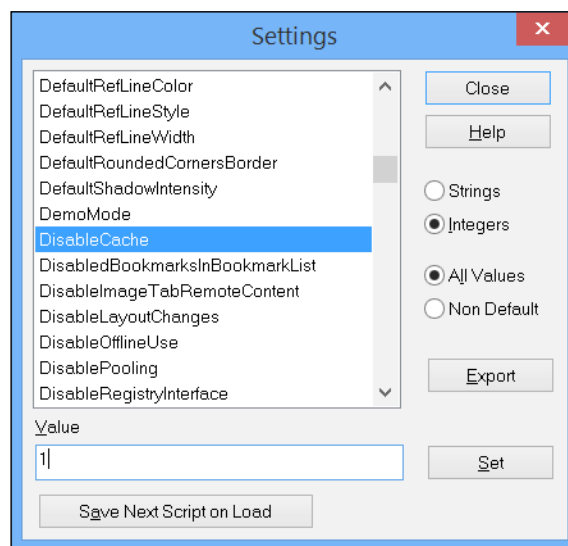 Settings
x
DefaultRefLineColor
DefaultRefLineStyle
DefaultRefLineWidth
DefaultRoundedCornersBorder
DefaultShadowIntensity
DemoMode
DisableCache
DisabledBookmarksInBookmarkList
DisableImageTabRemoteContent
DisableLayoutChanges
DisableOfflineUse
DisablePooling
DisableRegistryInterface
Close
Help
Strings
Integers
All Values
Non Default
Export
Value
1
Set
Save Next Script on Load